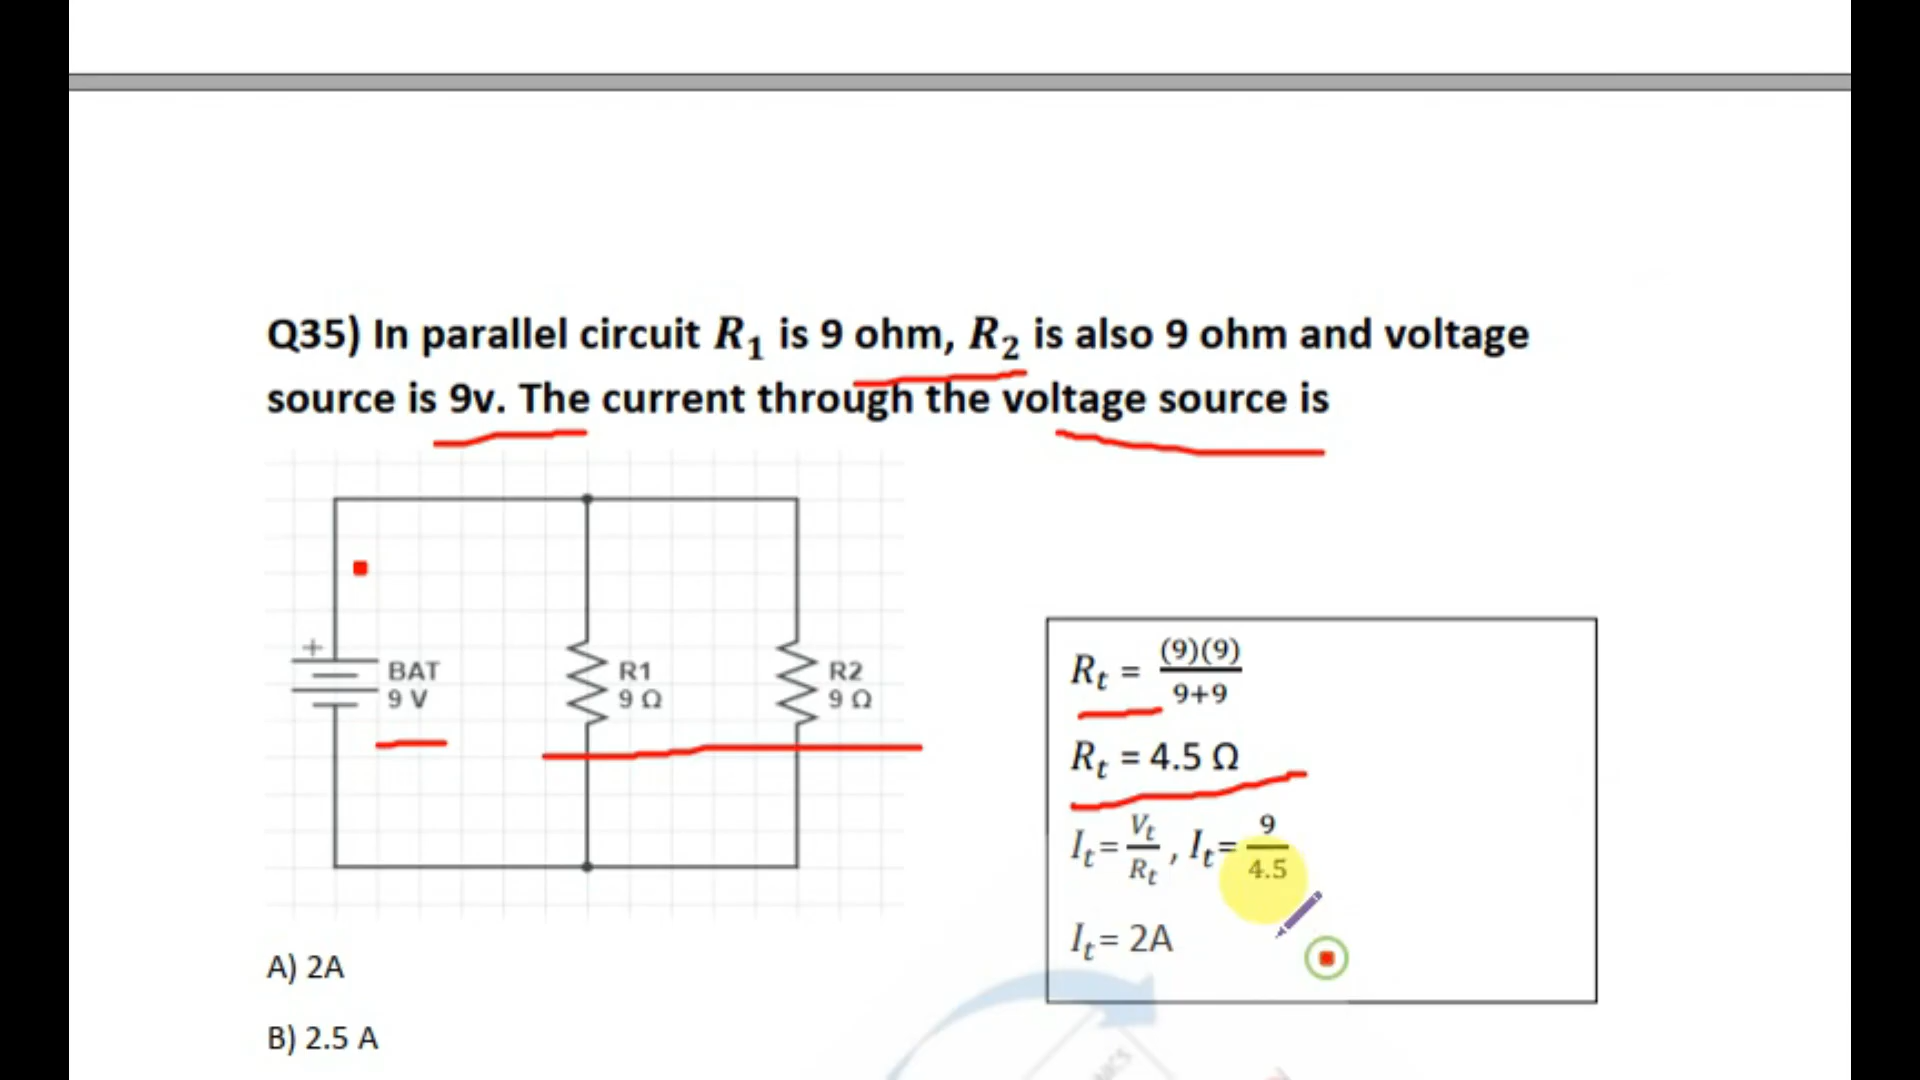 Q35) In parallel circuit R₁ is 9 ohm, R₂ is also 9 ohm and voltage
source is 9v. The current through the voltage source is
+
BAT
9 V
R1
9 Ω
R2
9 Ω
Rₜ = (9)(9)/9+9
Rₜ = 4.5 Ω
Iₜ= Vₜ/Rₜ , Iₜ= 9/4.5
Iₜ= 2A
A) 2A
B) 2.5 A